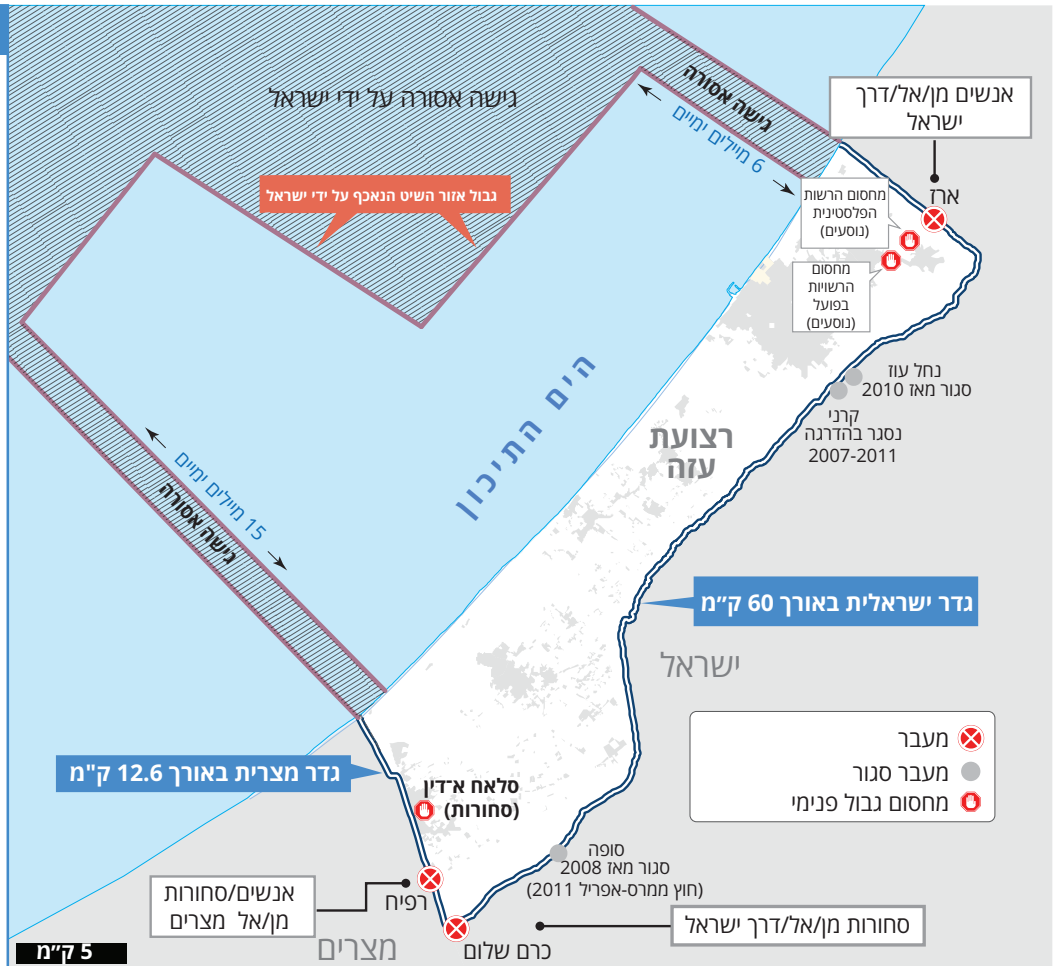 גישה אסורה על ידי ישראל
גישה אסורה
6 מיילים ימיים
אנשים מן/אל/דרך
ישראל
ארז
מחסום הרשות
הפלסטינית
(נוסעים)
מחסום
הרשויות
בפועל
(נוסעים)
גבול אזור השיט הנאכף על ידי ישראל
הים התיכון
נחל עוז
סגור מאז 2010
קרני
נסגר בהדרגה
2007-2011
רצועת
עזה
15 מיילים ימיים
גישה אסורה
גדר ישראלית באורך 60 ק״מ
ישראל
מעבר
מעבר סגור
מחסום גבול פנימי
גדר מצרית באורך 12.6 ק"מ
סלאח א־דין
(סחורות)
סופה
סגור מאז 2008
(חוץ ממרס-אפריל 2011)
אנשים/סחורות
מן/אל מצרים
רפיח
סחורות מן/אל/דרך ישראל
כרם שלום
מצרים
5 ק״מ